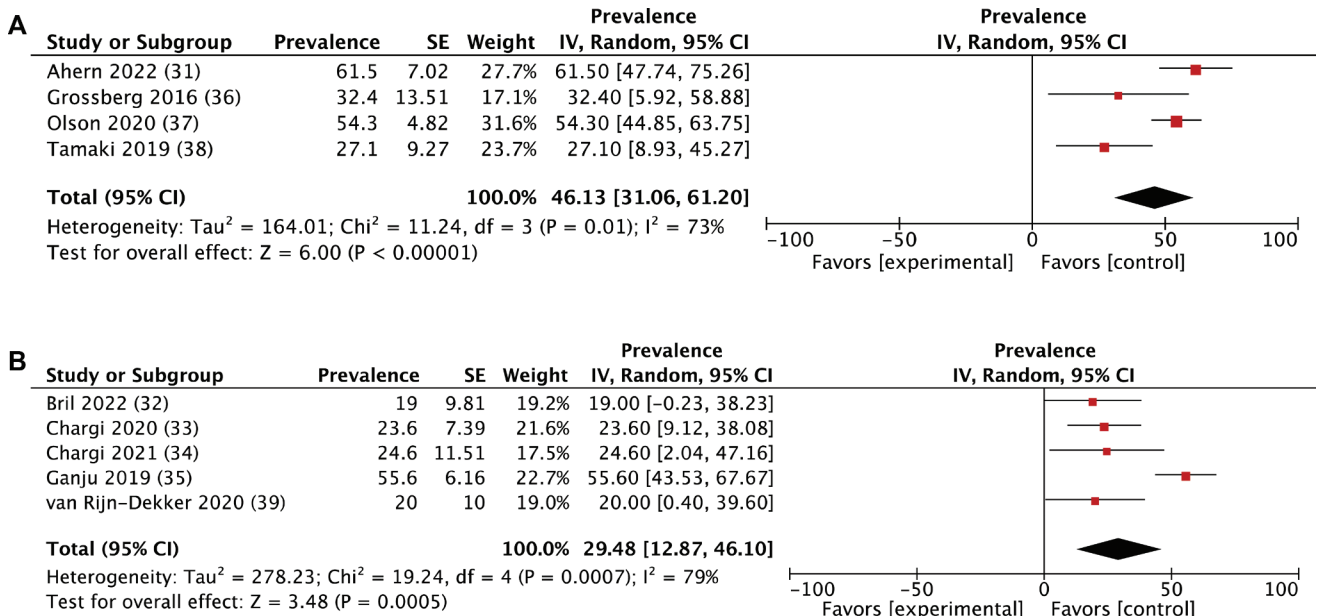 A
Prevalence Prevalence
Study or Subgroup Prevalence SE Weight IV, Random, 95% CI IV, Random, 95% CI
Ahern 2022 (31) 61.5 7.02 27.7% 61.50 [47.74, 75.26]
Grossberg 2016 (36) 32.4 13.51 17.1% 32.40 [5.92, 58.88]
Olson 2020 (37) 54.3 4.82 31.6% 54.30 [44.85, 63.75]
Tamaki 2019 (38) 27.1 9.27 23.7% 27.10 [8.93, 45.27]
Total (95% CI) 100.0% 46.13 [31.06, 61.20]
Heterogeneity: Tau² = 164.01; Chi² = 11.24, df = 3 (P = 0.01); I² = 73%
Test for overall effect: Z = 6.00 (P < 0.00001)
−100 −50 0 50 100
Favors [experimental] Favors [control]
B
Prevalence Prevalence
Study or Subgroup Prevalence SE Weight IV, Random, 95% CI IV, Random, 95% CI
Bril 2022 (32) 19 9.81 19.2% 19.00 [−0.23, 38.23]
Chargi 2020 (33) 23.6 7.39 21.6% 23.60 [9.12, 38.08]
Chargi 2021 (34) 24.6 11.51 17.5% 24.60 [2.04, 47.16]
Ganju 2019 (35) 55.6 6.16 22.7% 55.60 [43.53, 67.67]
van Rijn−Dekker 2020 (39) 20 10 19.0% 20.00 [0.40, 39.60]
Total (95% CI) 100.0% 29.48 [12.87, 46.10]
Heterogeneity: Tau² = 278.23; Chi² = 19.24, df = 4 (P = 0.0007); I² = 79%
Test for overall effect: Z = 3.48 (P = 0.0005)
−100 −50 0 50 100
Favors [experimental] Favors [control]